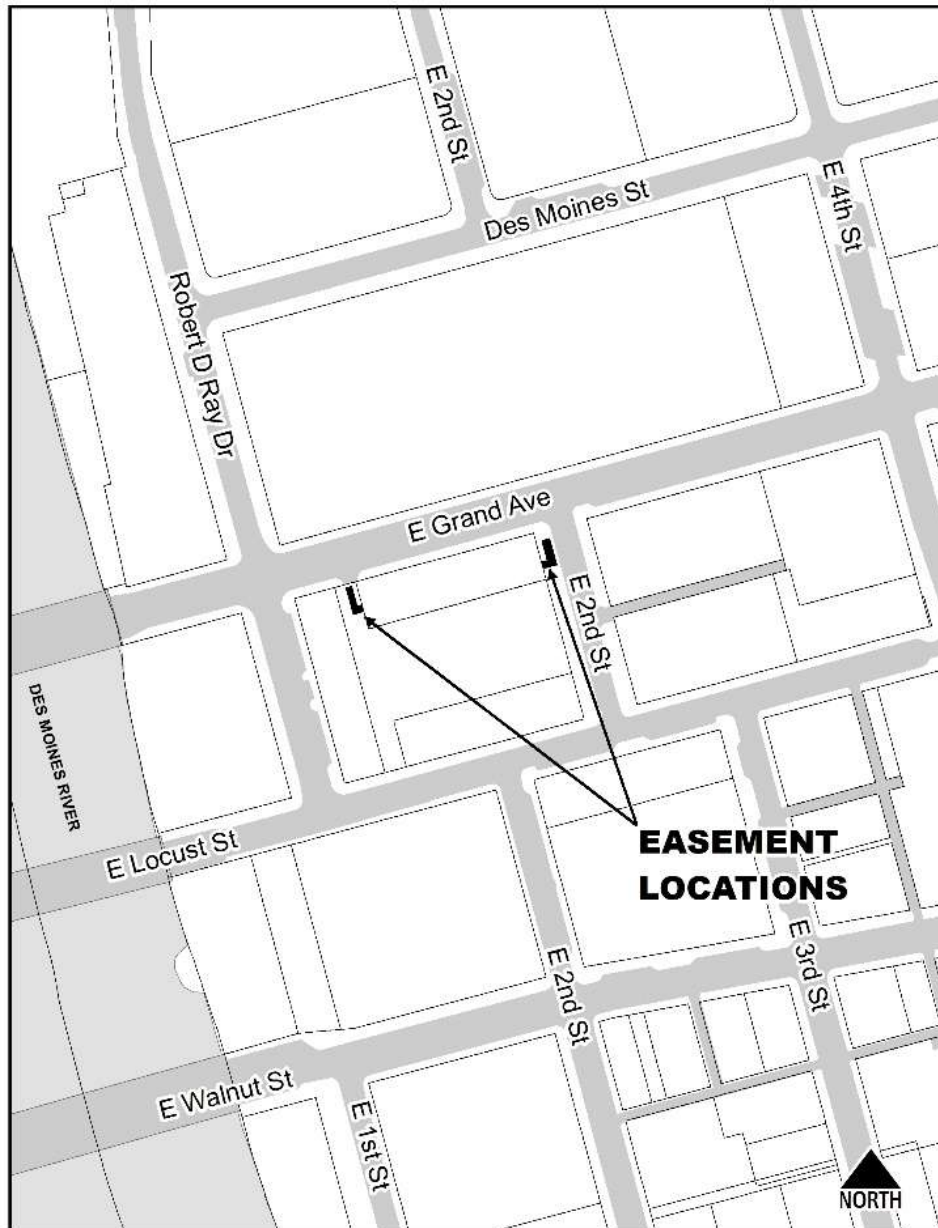 E 2nd St
Des Moines St
E 4th St
Robert D Ray Dr
E Grand Ave
E 2nd St
DES MOINES RIVER
EASEMENT
LOCATIONS
E Locust St
E 3rd St
E 2nd St
E Walnut St
E 1st St
NORTH